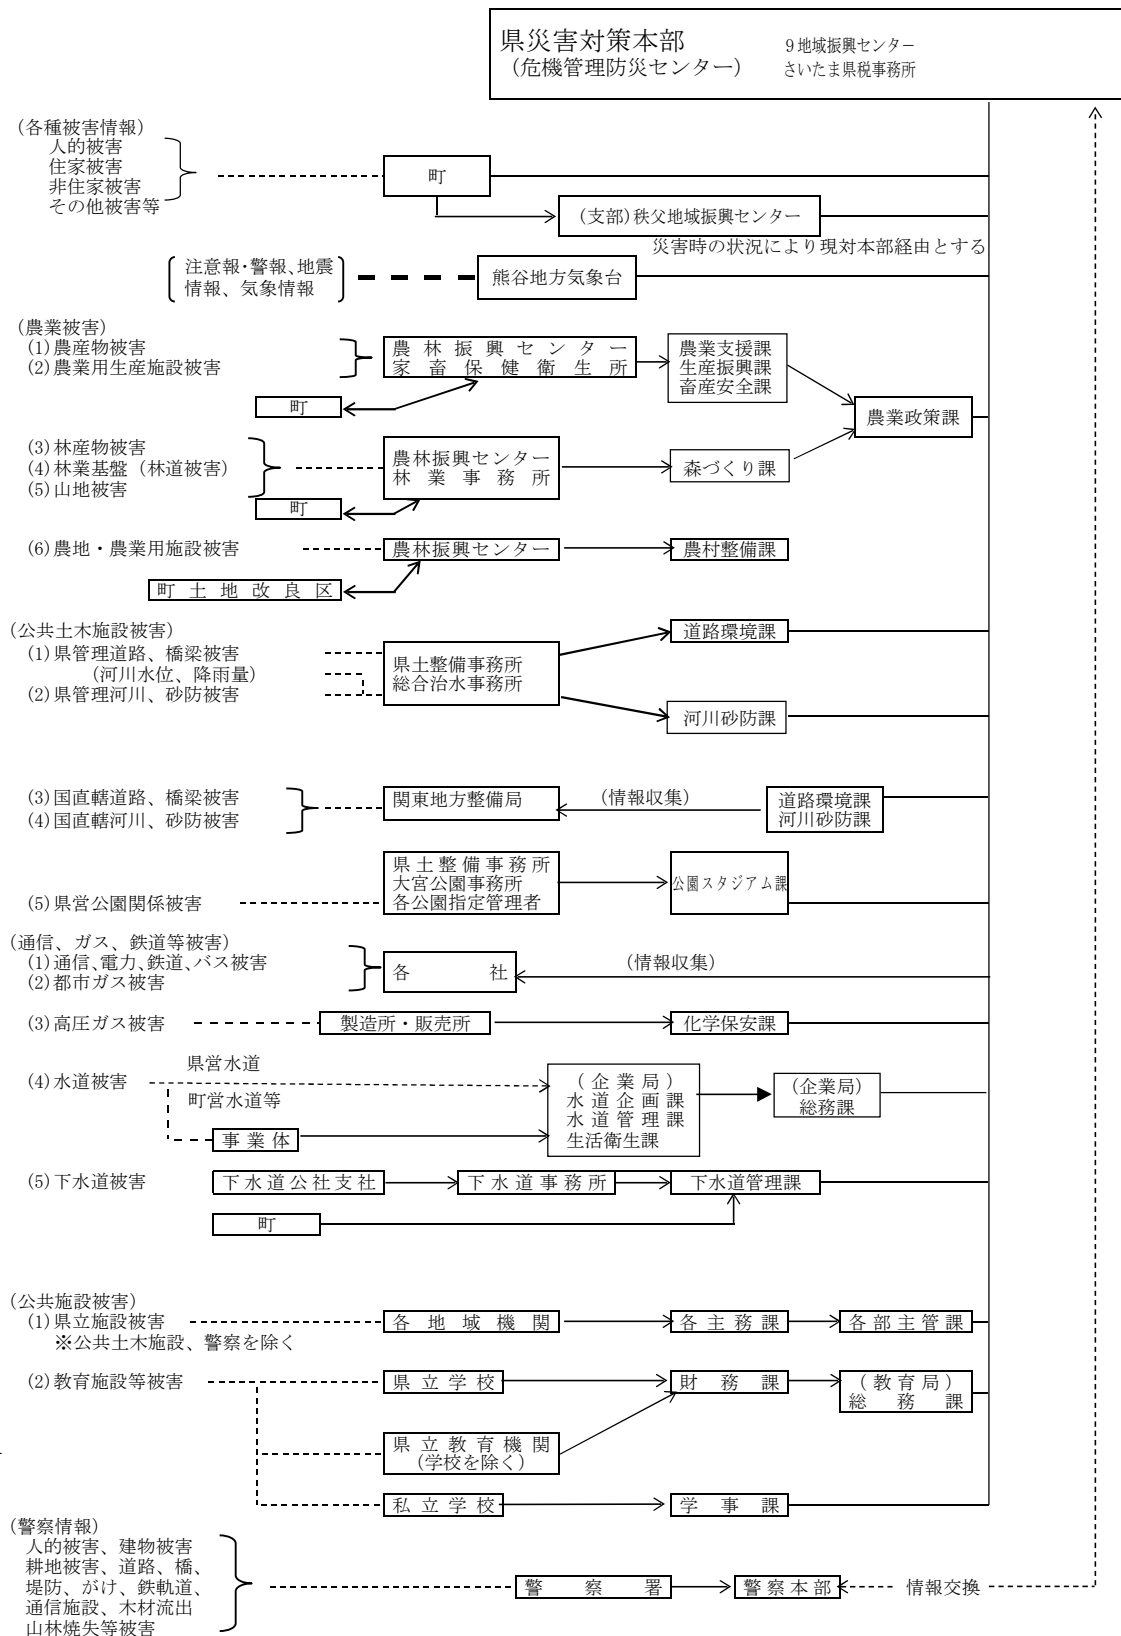 県災害対策本部
(危機管理防災センター)
9地域振興センター
さいたま県税事務所
(各種被害情報)
人的被害
住家被害
非住家被害
その他被害等
町
(支部)秩父地域振興センター
災害時の状況により現対本部経由とする
注意報・警報、地震
情報、気象情報
熊谷地方気象台
(農業被害)
(1)農産物被害
(2)農業用生産施設被害
農林振興センター
家畜保健衛生所
農業支援課
生産振興課
畜産安全課
町
農業政策課
(3)林産物被害
(4)林業基盤(林道被害)
(5)山地被害
農林振興センター
林業事務所
森づくり課
町
(6)農地・農業用施設被害
農林振興センター
農村整備課
町土地改良区
(公共土木施設被害)
(1)県管理道路、橋梁被害
(河川水位、降雨量)
(2)県管理河川、砂防被害
県土整備事務所
総合治水事務所
道路環境課
河川砂防課
(3)国直轄道路、橋梁被害
(4)国直轄河川、砂防被害
関東地方整備局
(情報収集)
道路環境課
河川砂防課
(5)県営公園関係被害
県土整備事務所
大宮公園事務所
各公園指定管理者
公園スタジアム課
(通信、ガス、鉄道等被害)
(1)通信、電力、鉄道、バス被害
(2)都市ガス被害
各社
(情報収集)
(3)高圧ガス被害
製造所・販売所
化学保安課
(4)水道被害
県営水道
町営水道等
事業体
(企業局)
水道企画課
水道管理課
生活衛生課
(企業局)
総務課
(5)下水道被害
下水道公社支社
下水道事務所
下水道管理課
町
(公共施設被害)
(1)県立施設被害
※公共土木施設、警察を除く
各地域機関
各主務課
各部主管課
(2)教育施設等被害
県立学校
財務課
(教育局)
総務課
県立教育機関
(学校を除く)
私立学校
学事課
(警察情報)
人的被害、建物被害
耕地被害、道路、橋、
堤防、がけ、鉄軌道、
通信施設、木材流出
山林焼失等被害
警察署
警察本部
情報交換